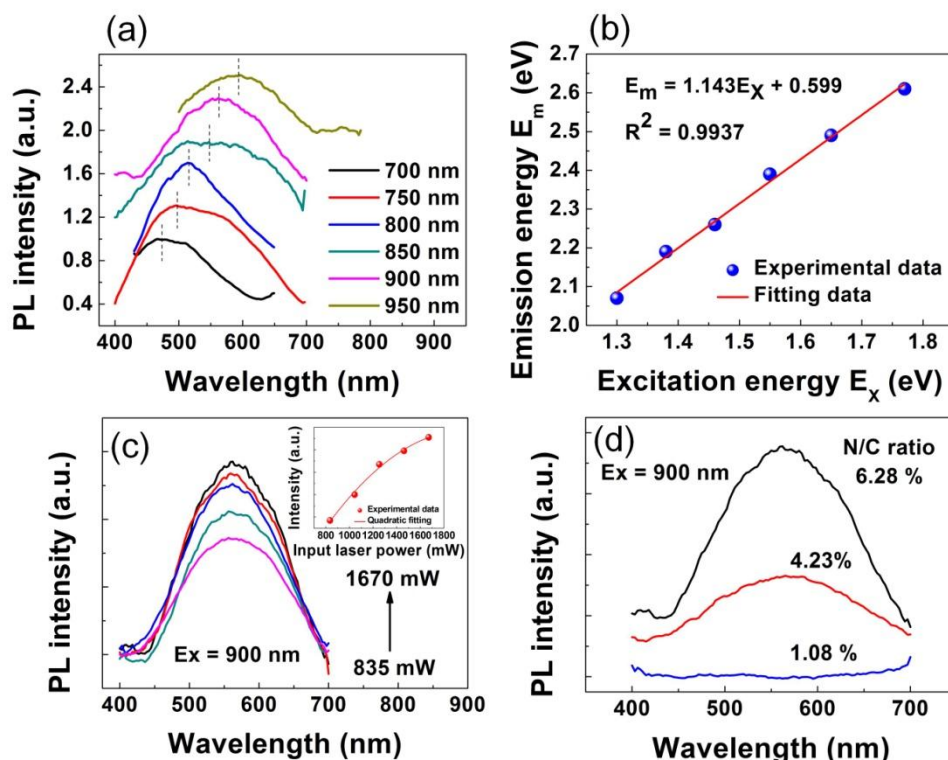 (a)
PL intensity (a.u.)
2.4
1.8
1.2
0.6
0.4
700 nm
750 nm
800 nm
850 nm
900 nm
950 nm
400 500 600 700 800 900
Wavelength (nm)
(b)
Emission energy E_m (eV)
2.7
2.6
2.5
2.4
2.3
2.2
2.1
2.0
E_m = 1.143E_X + 0.599
R² = 0.9937
Experimental data
Fitting data
1.3 1.4 1.5 1.6 1.7 1.8
Excitation energy E_X (eV)
(c)
PL intensity (a.u.)
Intensity (a.u.)
Experimental data
Quadratic fitting
800 1000 1200 1400 1600 1800
Input laser power (mW)
1670 mW
Ex = 900 nm
835 mW
400 500 600 700 800 900
Wavelength (nm)
(d)
PL intensity (a.u.)
Ex = 900 nm
N/C ratio
6.28 %
4.23%
1.08 %
400 500 600 700
Wavelength (nm)